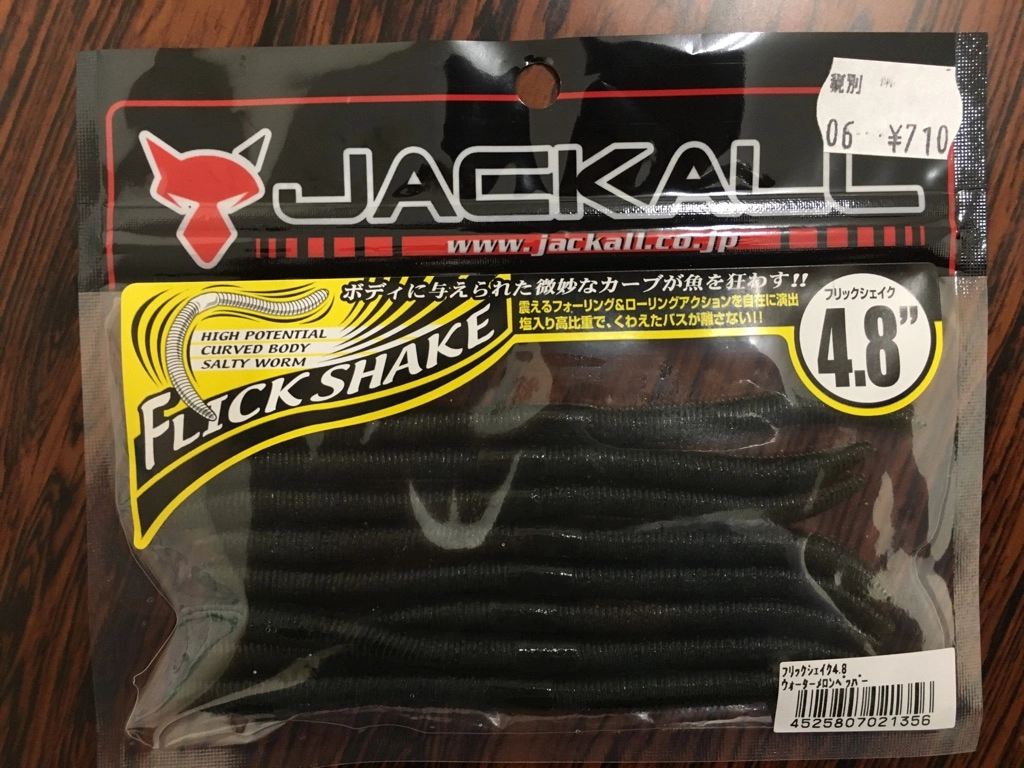 税別
06 ¥710
JACKALL
www.jackall.co.jp
ボディに与えられた微妙なカーブが魚を狂わす!!
震えるフォーリング&ローリングアクションを自在に演出
塩入り高比重で、くわえたバスが離さない!!
フリックシェイク
4.8”
HIGH POTENTIAL
CURVED BODY
SALTY WORM
FLICK SHAKE
フリックシェイク4.8
ウォーターメロンペッパー
4525807021356